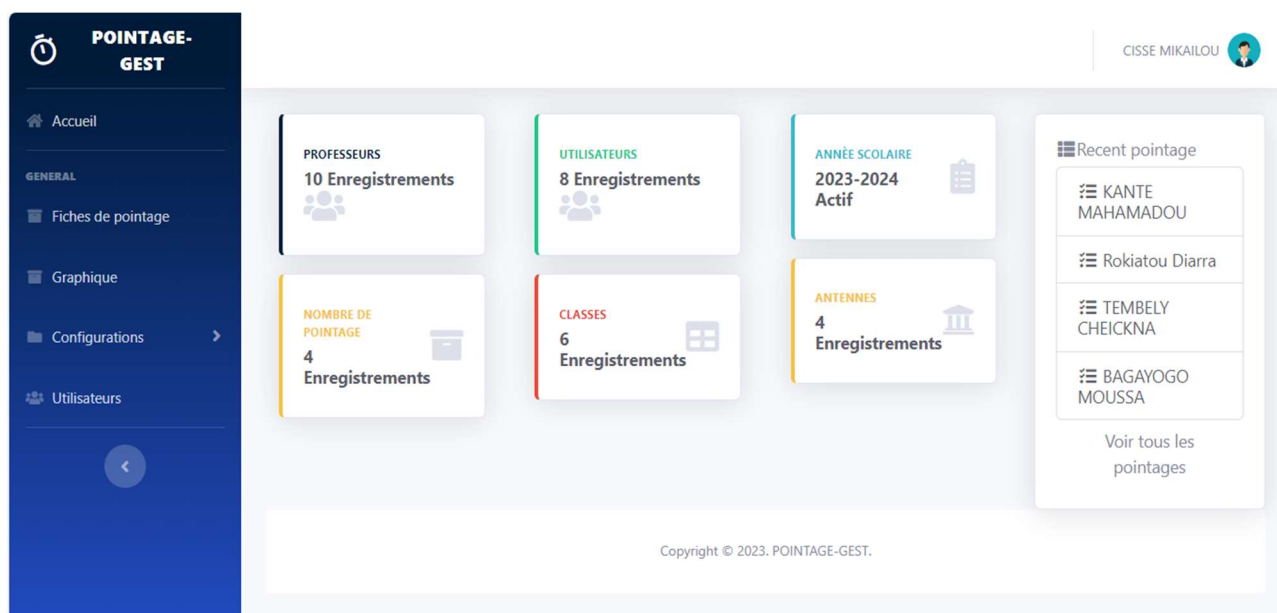 POINTAGE-
GEST
CISSE MIKAILOU
Accueil
GENERAL
Fiches de pointage
Graphique
Configurations
Utilisateurs
PROFESSEURS
10 Enregistrements
UTILISATEURS
8 Enregistrements
ANNÈE SCOLAIRE
2023-2024
Actif
NOMBRE DE
POINTAGE
4
Enregistrements
CLASSES
6
Enregistrements
ANTENNES
4
Enregistrements
Recent pointage
KANTE
MAHAMADOU
Rokiatou Diarra
TEMBELY
CHEICKNA
BAGAYOGO
MOUSSA
Voir tous les
pointages
Copyright © 2023. POINTAGE-GEST.